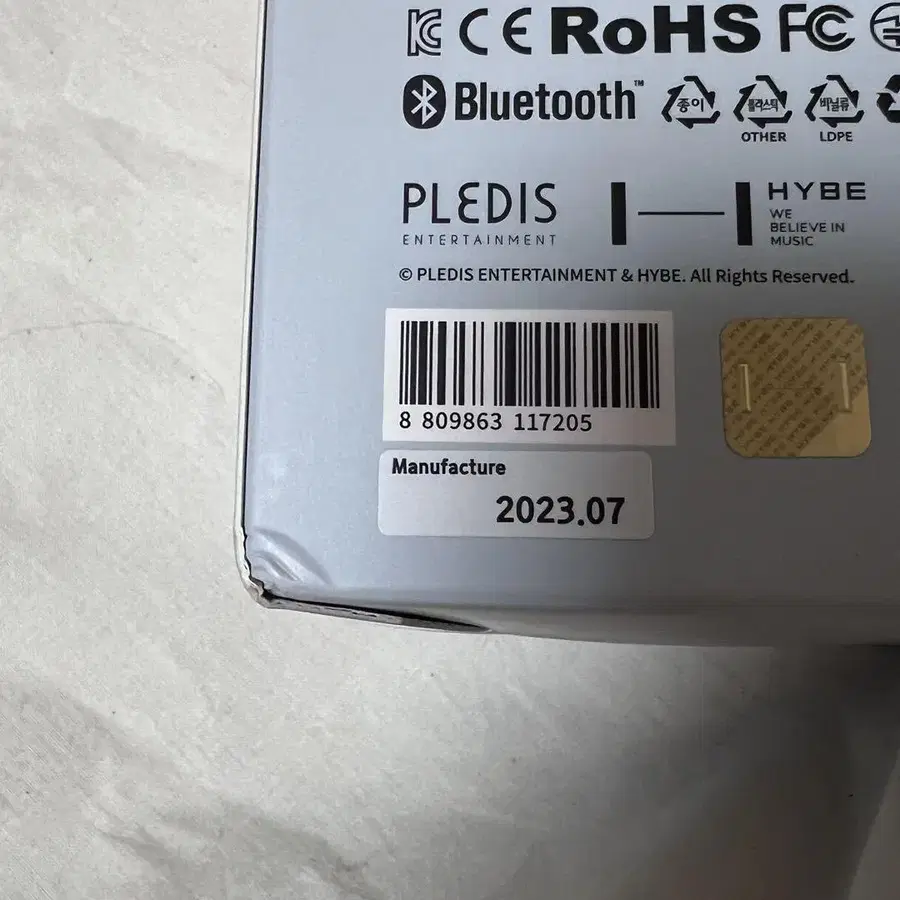 KC CE RoHS FC
Bluetooth™ 종이 플라스틱 비닐류
OTHER LDPE
PLEDIS HYBE
ENTERTAINMENT WE
BELIEVE IN
MUSIC
© PLEDIS ENTERTAINMENT & HYBE. All Rights Reserved.
8 809863 117205
Manufacture
2023.07